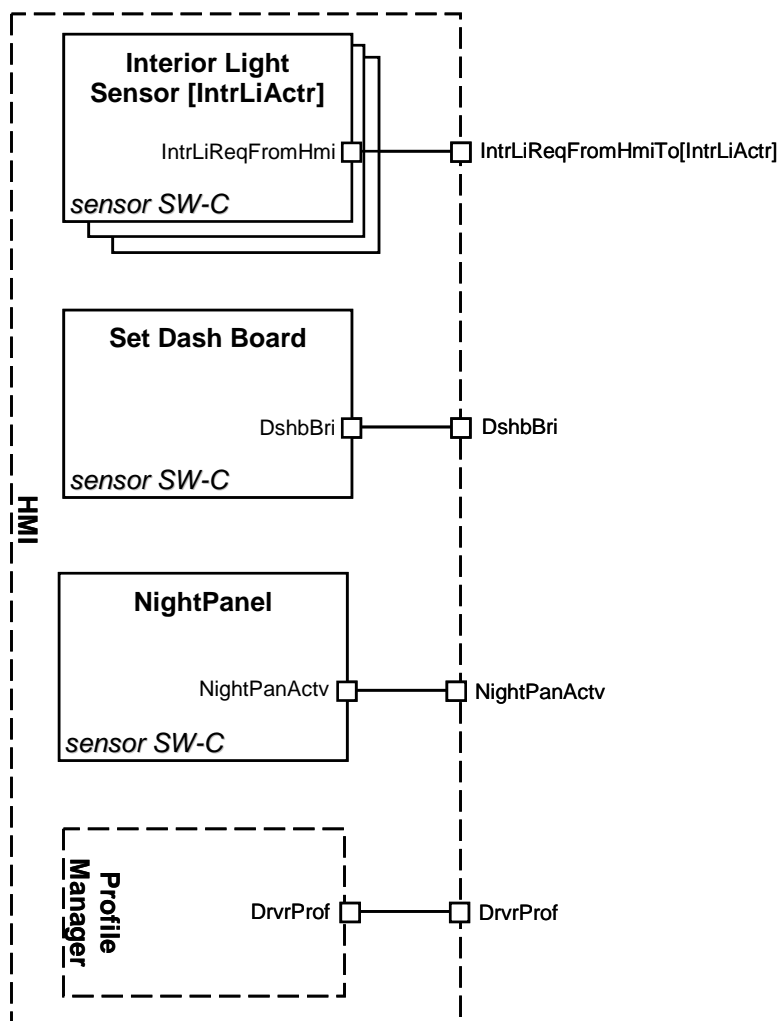 Interior Light
Sensor [IntrLiActr]
IntrLiReqFromHmi
IntrLiReqFromHmiTo[IntrLiActr]
sensor SW-C
Set Dash Board
DshbBri
DshbBri
sensor SW-C
HMI
NightPanel
NightPanActv
NightPanActv
sensor SW-C
Profile
Manager
DrvrProf
DrvrProf